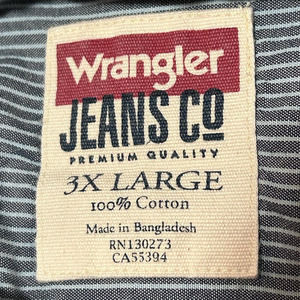 Wrangler
JEANS CO
PREMIUM QUALITY
3X LARGE
100% Cotton
Made in Bangladesh
RN130273
CA55394